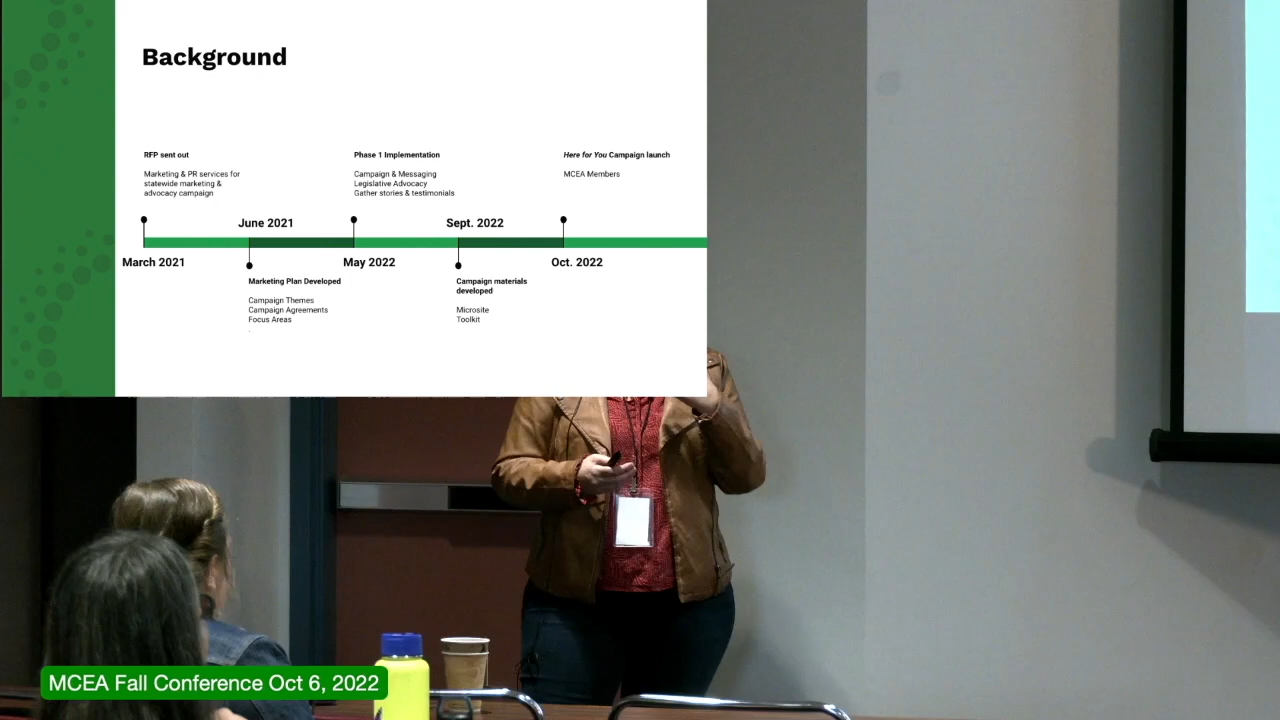 Background
RFP sent out
Marketing & PR services for
statewide marketing &
advocacy campaign
Phase 1 Implementation
Campaign & Messaging
Legislative Advocacy
Gather stories & testimonials
Here for You Campaign launch
MCEA Members
June 2021
Sept. 2022
March 2021
May 2022
Oct. 2022
Marketing Plan Developed
Campaign Themes
Campaign Agreements
Focus Areas
.
Campaign materials
developed
Microsite
Toolkit
MCEA Fall Conference Oct 6, 2022